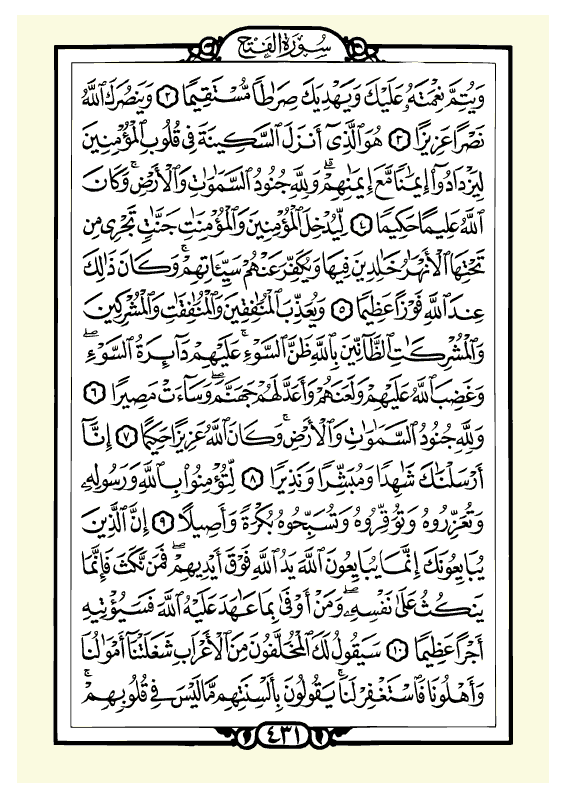 سُورَةُ الفَتْحِ
وَيُتِمَّ نِعْمَتَهُۥ عَلَيْكَ وَيَهْدِيَكَ صِرَٰطًا مُّسْتَقِيمًا ٢ وَيَنصُرَكَ ٱللَّهُ
نَصْرًا عَزِيزًا ٣ هُوَ ٱلَّذِىٓ أَنزَلَ ٱلسَّكِينَةَ فِى قُلُوبِ ٱلْمُؤْمِنِينَ
لِيَزْدَادُوٓا۟ إِيمَٰنًا مَّعَ إِيمَٰنِهِمْ ۗ وَلِلَّهِ جُنُودُ ٱلسَّمَٰوَٰتِ وَٱلْأَرْضِ ۚ وَكَانَ
ٱللَّهُ عَلِيمًا حَكِيمًا ٤ لِّيُدْخِلَ ٱلْمُؤْمِنِينَ وَٱلْمُؤْمِنَٰتِ جَنَّٰتٍ تَجْرِى مِن
تَحْتِهَا ٱلْأَنْهَٰرُ خَٰلِدِينَ فِيهَا وَيُكَفِّرَ عَنْهُمْ سَيِّـَٔاتِهِمْ ۚ وَكَانَ ذَٰلِكَ
عِندَ ٱللَّهِ فَوْزًا عَظِيمًا ٥ وَيُعَذِّبَ ٱلْمُنَٰفِقِينَ وَٱلْمُنَٰفِقَٰتِ وَٱلْمُشْرِكِينَ
وَٱلْمُشْرِكَٰتِ ٱلظَّآنِّينَ بِٱللَّهِ ظَنَّ ٱلسَّوْءِ ۚ عَلَيْهِمْ دَآئِرَةُ ٱلسَّوْءِ ۖ
وَغَضِبَ ٱللَّهُ عَلَيْهِمْ وَلَعَنَهُمْ وَأَعَدَّ لَهُمْ جَهَنَّمَ ۖ وَسَآءَتْ مَصِيرًا ٦
وَلِلَّهِ جُنُودُ ٱلسَّمَٰوَٰتِ وَٱلْأَرْضِ ۚ وَكَانَ ٱللَّهُ عَزِيزًا حَكِيمًا ٧ إِنَّآ
أَرْسَلْنَٰكَ شَٰهِدًا وَمُبَشِّرًا وَنَذِيرًا ٨ لِّتُؤْمِنُوا۟ بِٱللَّهِ وَرَسُولِهِۦ
وَتُعَزِّرُوهُ وَتُوَقِّرُوهُ وَتُسَبِّحُوهُ بُكْرَةً وَأَصِيلًا ٩ إِنَّ ٱلَّذِينَ
يُبَايِعُونَكَ إِنَّمَا يُبَايِعُونَ ٱللَّهَ يَدُ ٱللَّهِ فَوْقَ أَيْدِيهِمْ ۖ فَمَن نَّكَثَ فَإِنَّمَا
يَنكُثُ عَلَىٰ نَفْسِهِۦ ۖ وَمَنْ أَوْفَىٰ بِمَا عَٰهَدَ عَلَيْهُ ٱللَّهَ فَسَيُؤْتِيهِ
أَجْرًا عَظِيمًا ١٠ سَيَقُولُ لَكَ ٱلْمُخَلَّفُونَ مِنَ ٱلْأَعْرَابِ شَغَلَتْنَآ أَمْوَٰلُنَا
وَأَهْلُونَا فَٱسْتَغْفِرْ لَنَا ۚ يَقُولُونَ بِأَلْسِنَتِهِم مَّا لَيْسَ فِى قُلُوبِهِمْ ۚ
٤٣١